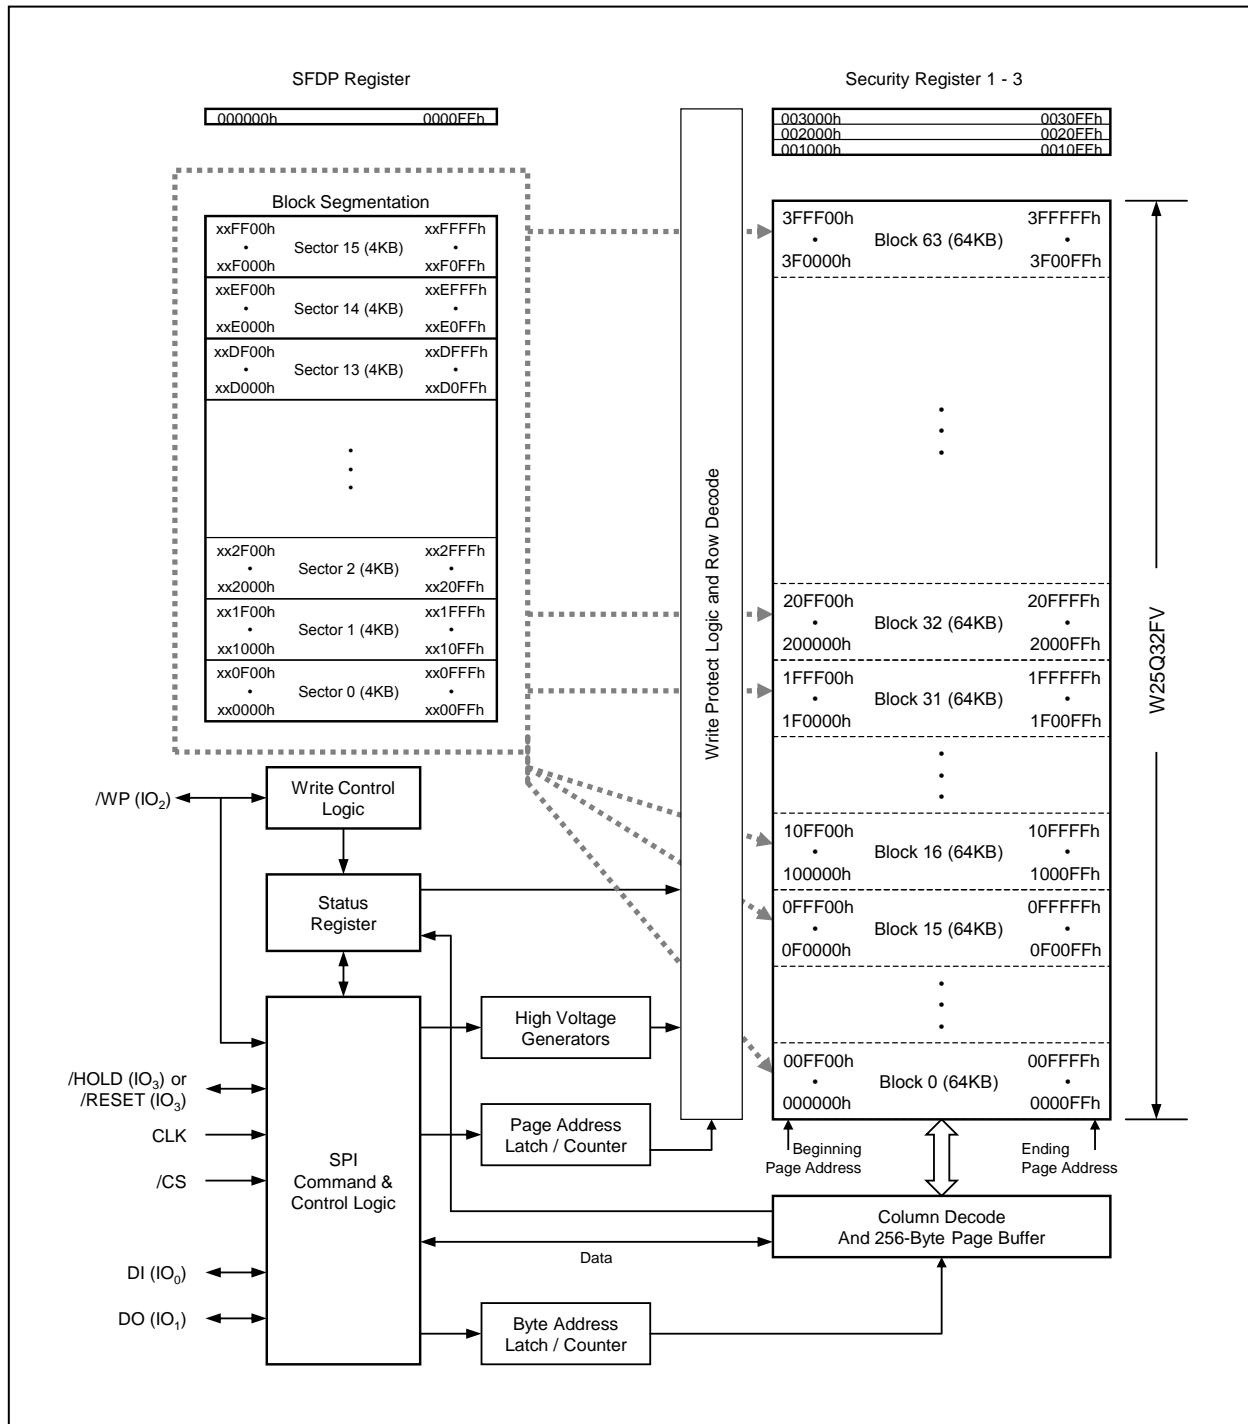 SFDP Register
000000h 0000FFh
Security Register 1 - 3
003000h 0030FFh
002000h 0020FFh
001000h 0010FFh
Block Segmentation
xxFF00h xxFFFFh
• Sector 15 (4KB) •
xxF000h xxF0FFh
xxEF00h xxEFFFh
• Sector 14 (4KB) •
xxE000h xxE0FFh
xxDF00h xxDFFFh
• Sector 13 (4KB) •
xxD000h xxD0FFh
•
•
•
xx2F00h xx2FFFh
• Sector 2 (4KB) •
xx2000h xx20FFh
xx1F00h xx1FFFh
• Sector 1 (4KB) •
xx1000h xx10FFh
xx0F00h xx0FFFh
• Sector 0 (4KB) •
xx0000h xx00FFh
Write Protect Logic and Row Decode
3FFF00h 3FFFFFh
• Block 63 (64KB) •
3F0000h 3F00FFh
•
•
•
20FF00h 20FFFFh
• Block 32 (64KB) •
200000h 2000FFh
1FFF00h 1FFFFFh
• Block 31 (64KB) •
1F0000h 1F00FFh
•
•
•
10FF00h 10FFFFh
• Block 16 (64KB) •
100000h 1000FFh
0FFF00h 0FFFFFh
• Block 15 (64KB) •
0F0000h 0F00FFh
•
•
•
00FF00h 00FFFFh
• Block 0 (64KB) •
000000h 0000FFh
W25Q32FV
Beginning
Page Address
Ending
Page Address
/WP (IO₂)
Write Control
Logic
Status
Register
/HOLD (IO₃) or
/RESET (IO₃)
CLK
/CS
DI (IO₀)
DO (IO₁)
SPI
Command &
Control Logic
High Voltage
Generators
Page Address
Latch / Counter
Data
Byte Address
Latch / Counter
Column Decode
And 256-Byte Page Buffer